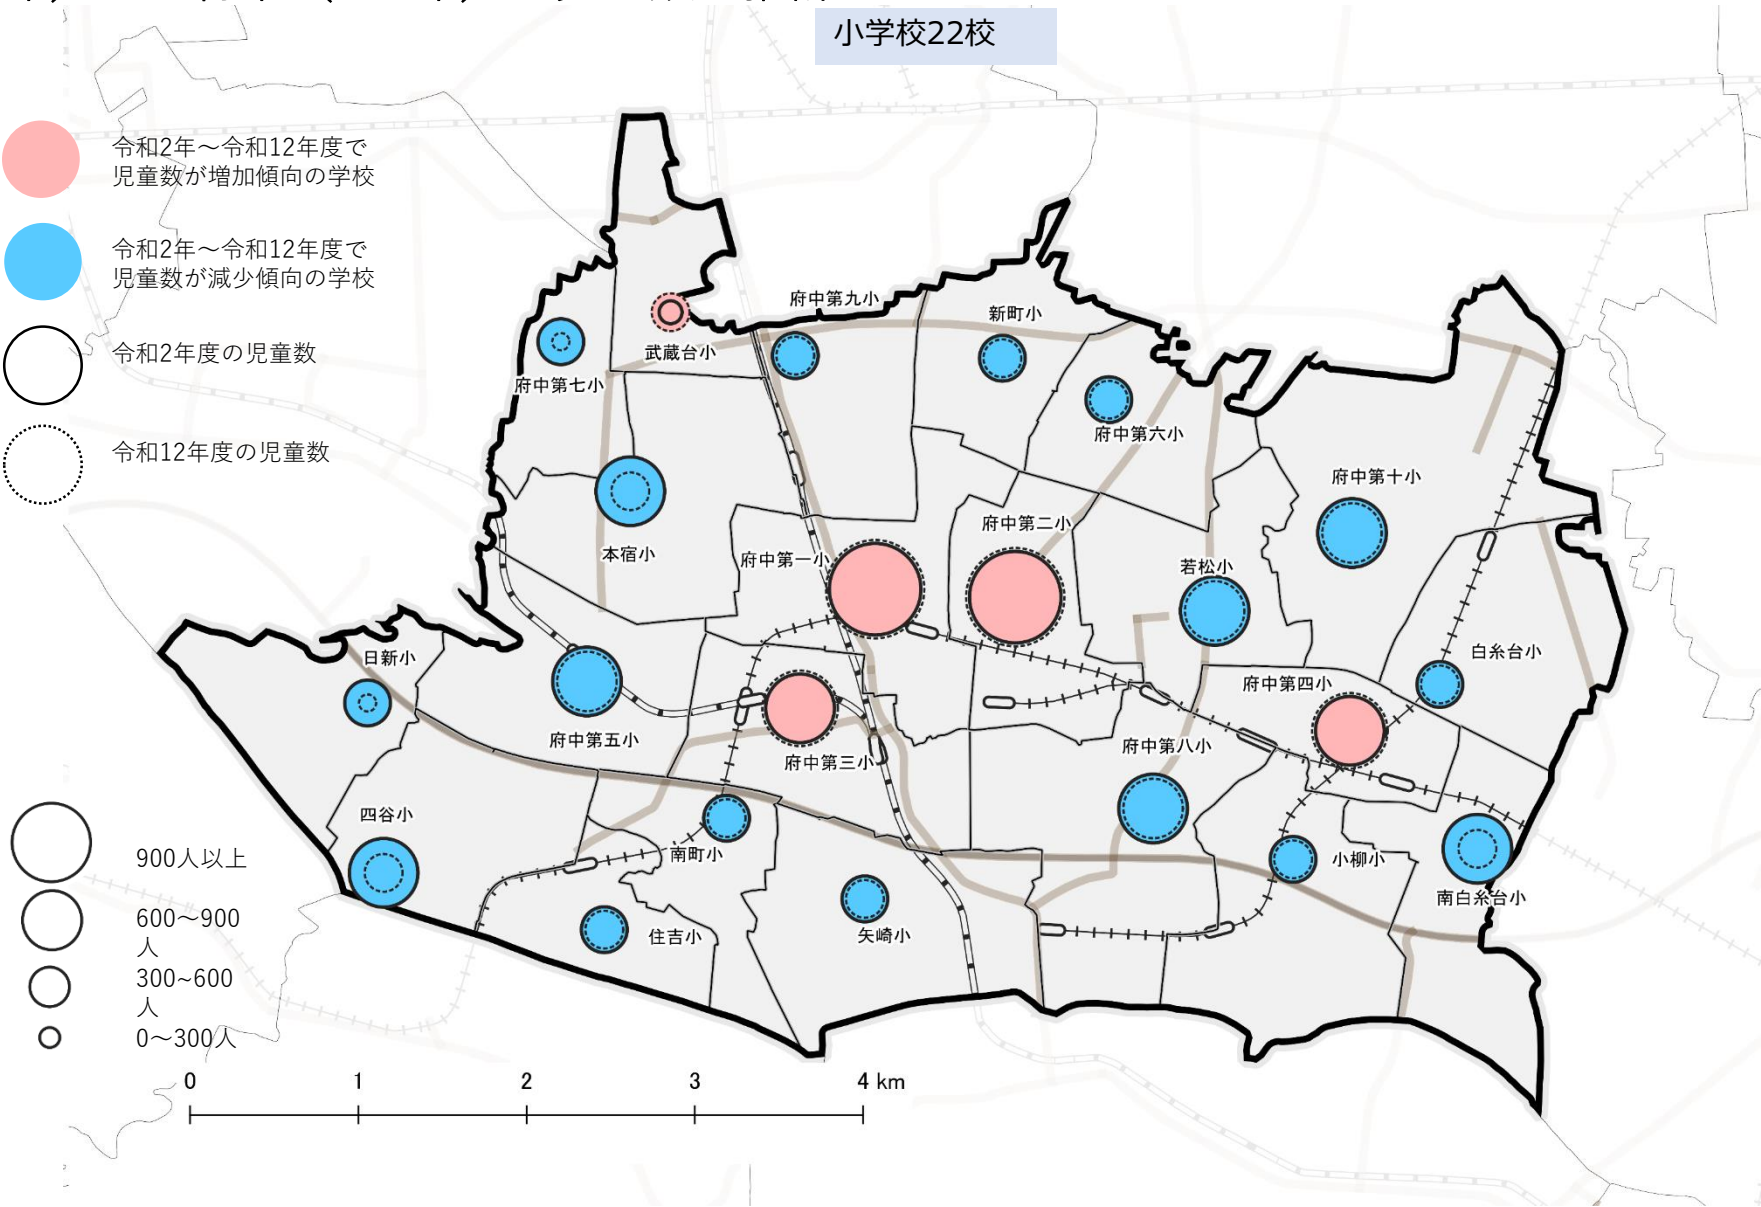 小学校22校
令和2年～令和12年度で
児童数が増加傾向の学校
令和2年～令和12年度で
児童数が減少傾向の学校
令和2年度の児童数
令和12年度の児童数
府中第九小
新町小
武蔵台小
府中第七小
府中第六小
府中第十小
府中第二小
本宿小
府中第一小
若松小
日新小
白糸台小
府中第四小
府中第五小
府中第三小
府中第八小
四谷小
南町小
小柳小
南白糸台小
住吉小
矢崎小
900人以上
600～900
人
300~600
人
0～300人
0 1 2 3 4 km